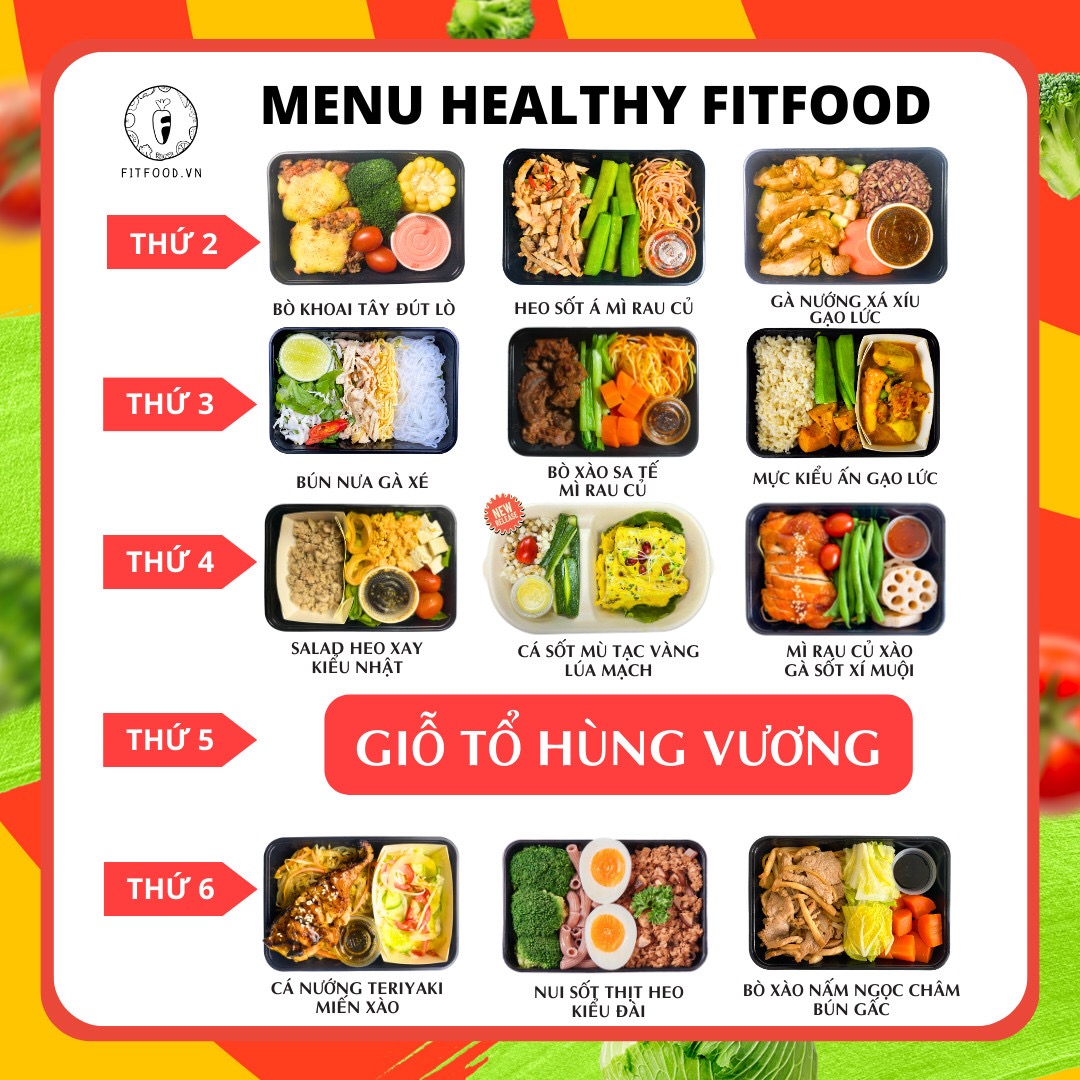 MENU HEALTHY FITFOOD
F
FITFOOD.VN
THỨ 2
BÒ KHOAI TÂY ĐÚT LÒ
HEO SỐT Á MÌ RAU CỦ
GÀ NƯỚNG XÁ XÍU
GẠO LỨC
THỨ 3
BÚN NƯA GÀ XÉ
BÒ XÀO SA TẾ
MÌ RAU CỦ
MỰC KIỂU ẤN GẠO LỨC
THỨ 4
SALAD HEO XAY
KIỂU NHẬT
NEW
RELEASE
CÁ SỐT MÙ TẠC VÀNG
LÚA MẠCH
MÌ RAU CỦ XÀO
GÀ SỐT XÍ MUỘI
THỨ 5
GIỖ TỔ HÙNG VƯƠNG
THỨ 6
CÁ NƯỚNG TERIYAKI
MIẾN XÀO
NUI SỐT THỊT HEO
KIỂU ĐÀI
BÒ XÀO NẤM NGỌC CHÂM
BÚN GẤC